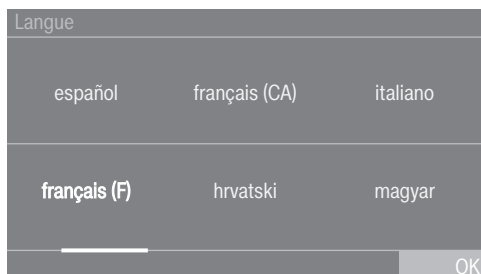 Langue
español français (CA) italiano
français (F) hrvatski magyar
OK